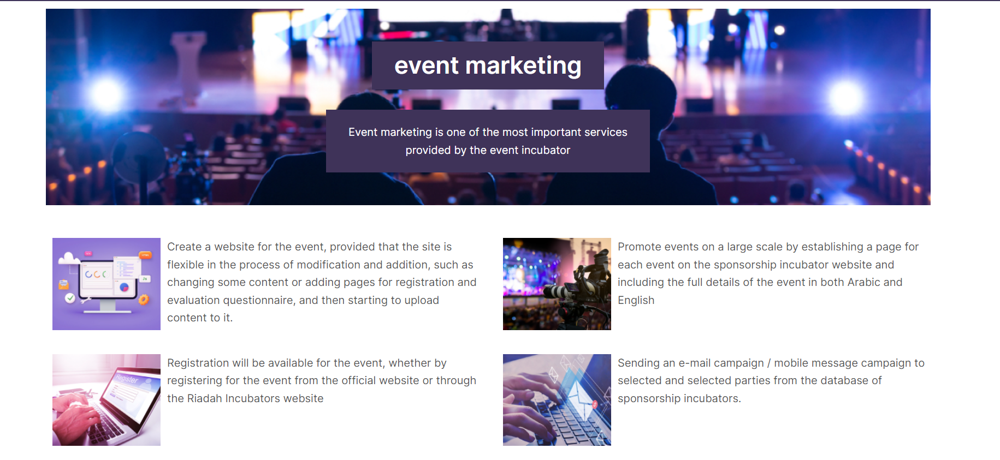 event marketing
Event marketing is one of the most important services
provided by the event incubator
Create a website for the event, provided that the site is
flexible in the process of modification and addition, such as
changing some content or adding pages for registration and
evaluation questionnaire, and then starting to upload
content to it.
Promote events on a large scale by establishing a page for
each event on the sponsorship incubator website and
including the full details of the event in both Arabic and
English
Registration will be available for the event, whether by
registering for the event from the official website or through
the Riadah Incubators website
Register
Sending an e-mail campaign / mobile message campaign to
selected and selected parties from the database of
sponsorship incubators.